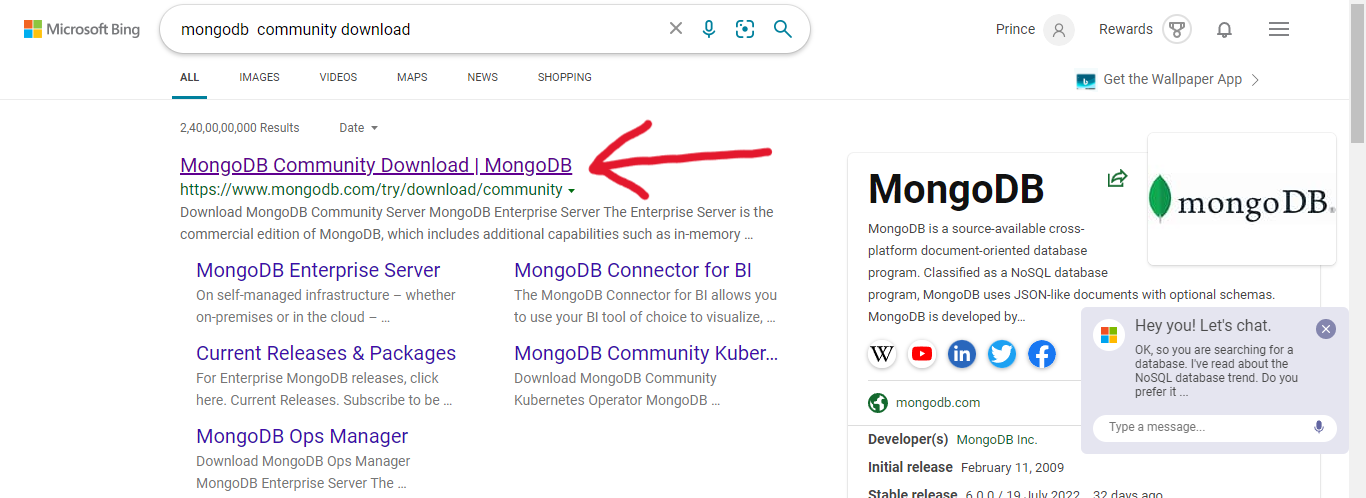 Microsoft Bing
mongodb  community download
Prince
Rewards
ALL
IMAGES
VIDEOS
MAPS
NEWS
SHOPPING
Get the Wallpaper App
2,40,00,00,000 Results
Date
MongoDB Community Download | MongoDB
https://www.mongodb.com/try/download/community
Download MongoDB Community Server MongoDB Enterprise Server The Enterprise Server is the
commercial edition of MongoDB, which includes additional capabilities such as in-memory ...
MongoDB Enterprise Server
On self-managed infrastructure – whether
on-premises or in the cloud – ...
MongoDB Connector for BI
The MongoDB Connector for BI allows you
to use your BI tool of choice to visualize, ...
Current Releases & Packages
For Enterprise MongoDB releases, click
here. Current Releases. Subscribe to be ...
MongoDB Community Kuber...
Download MongoDB Community
Kubernetes Operator MongoDB ...
MongoDB Ops Manager
Download MongoDB Ops Manager
MongoDB Enterprise Server The ...
MongoDB
mongoDB®
MongoDB is a source-available cross-
platform document-oriented database
program. Classified as a NoSQL database
program, MongoDB uses JSON-like documents with optional schemas.
MongoDB is developed by...
W
in
f
mongodb.com
Developer(s) MongoDB Inc.
Initial release February 11, 2009
Stable release 6.0.0 / 19 July 2022 32 days ago
Hey you! Let's chat.
OK, so you are searching for a
database. I've read about the
NoSQL database trend. Do you
prefer it ...
Type a message...